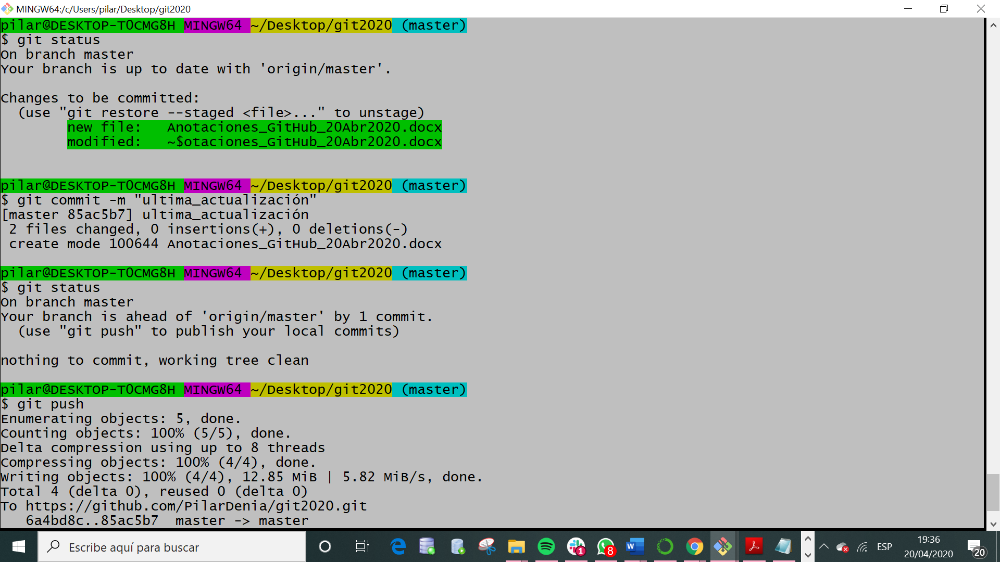 MINGW64:/c/Users/pilar/Desktop/git2020
pilar@DESKTOP-T0CMG8H MINGW64 ~/Desktop/git2020 (master)
$ git status
On branch master
Your branch is up to date with 'origin/master'.
Changes to be committed:
  (use "git restore --staged <file>..." to unstage)
        new file:   Anotaciones_GitHub_20Abr2020.docx
        modified:   ~$otaciones_GitHub_20Abr2020.docx
pilar@DESKTOP-T0CMG8H MINGW64 ~/Desktop/git2020 (master)
$ git commit -m "ultima_actualización"
[master 85ac5b7] ultima_actualización
 2 files changed, 0 insertions(+), 0 deletions(-)
 create mode 100644 Anotaciones_GitHub_20Abr2020.docx
pilar@DESKTOP-T0CMG8H MINGW64 ~/Desktop/git2020 (master)
$ git status
On branch master
Your branch is ahead of 'origin/master' by 1 commit.
  (use "git push" to publish your local commits)
nothing to commit, working tree clean
pilar@DESKTOP-T0CMG8H MINGW64 ~/Desktop/git2020 (master)
$ git push
Enumerating objects: 5, done.
Counting objects: 100% (5/5), done.
Delta compression using up to 8 threads
Compressing objects: 100% (4/4), done.
Writing objects: 100% (4/4), 12.85 MiB | 5.82 MiB/s, done.
Total 4 (delta 0), reused 0 (delta 0)
To https://github.com/PilarDenia/git2020.git
   6a4bd8c..85ac5b7  master -> master
Escribe aquí para buscar
1
8
W
ESP
19:36
20/04/2020
20